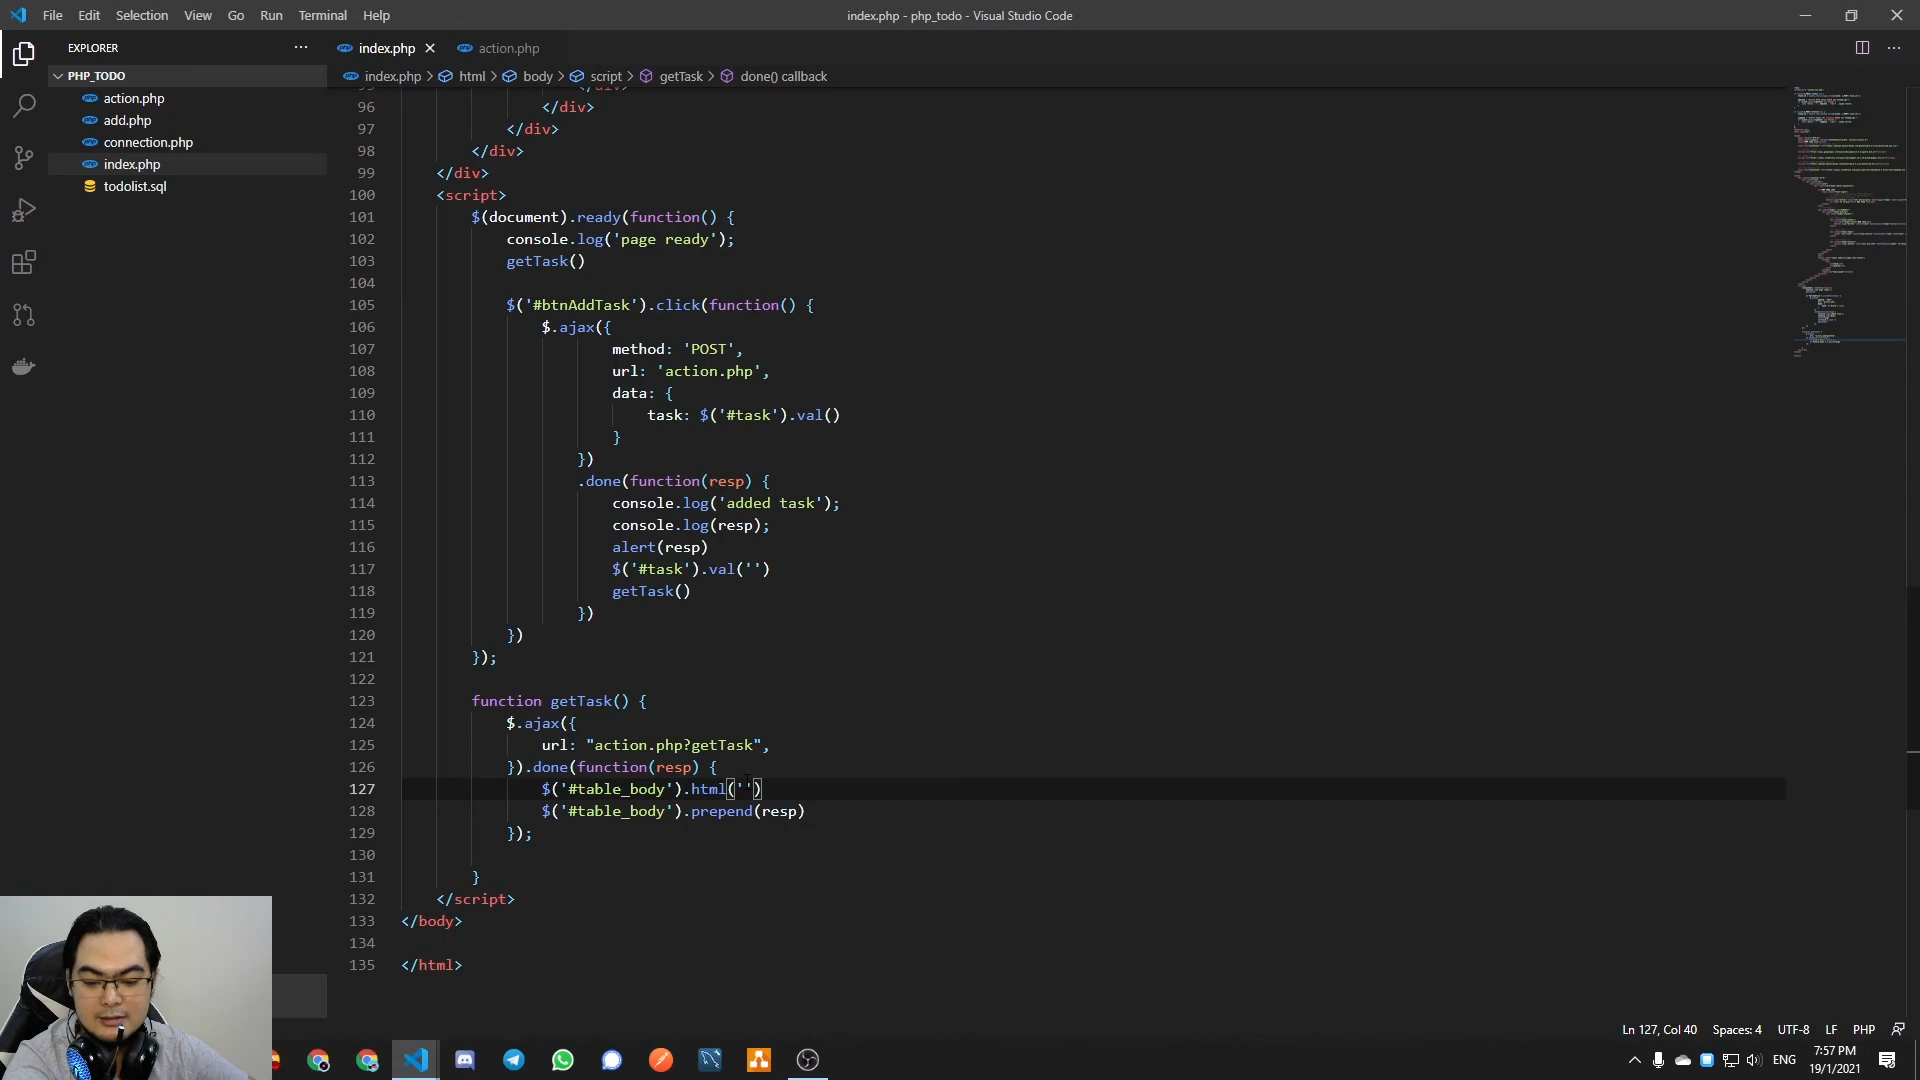 File Edit Selection View Go Run Terminal Help
index.php - php_todo - Visual Studio Code
EXPLORER
PHP_TODO
action.php
add.php
connection.php
index.php
todolist.sql
index.php
action.php
index.php > html > body > script > getTask > done() callback
96 </div>
97 </div>
98 </div>
99 </div>
100 <script>
101 $(document).ready(function() {
102 console.log('page ready');
103 getTask()
104
105 $('#btnAddTask').click(function() {
106 $.ajax({
107 method: 'POST',
108 url: 'action.php',
109 data: {
110 task: $('#task').val()
111 }
112 })
113 .done(function(resp) {
114 console.log('added task');
115 console.log(resp);
116 alert(resp)
117 $('#task').val('')
118 getTask()
119 })
120 })
121 });
122
123 function getTask() {
124 $.ajax({
125 url: "action.php?getTask",
126 }).done(function(resp) {
127 $('#table_body').html('')
128 $('#table_body').prepend(resp)
129 });
130
131 }
132 </script>
133 </body>
134
135 </html>
Ln 127, Col 40 Spaces: 4 UTF-8 LF PHP
ENG
7:57 PM
19/1/2021